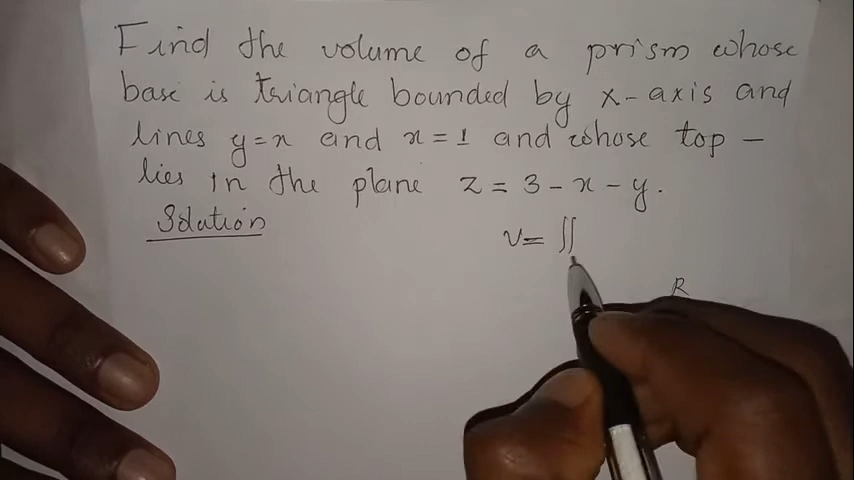 Find the volume of a prism whose
base is triangle bounded by x-axis and
lines y=x and x=1 and whose top -
lies in the plane z = 3 - x - y.
Solution
V= ∬
R